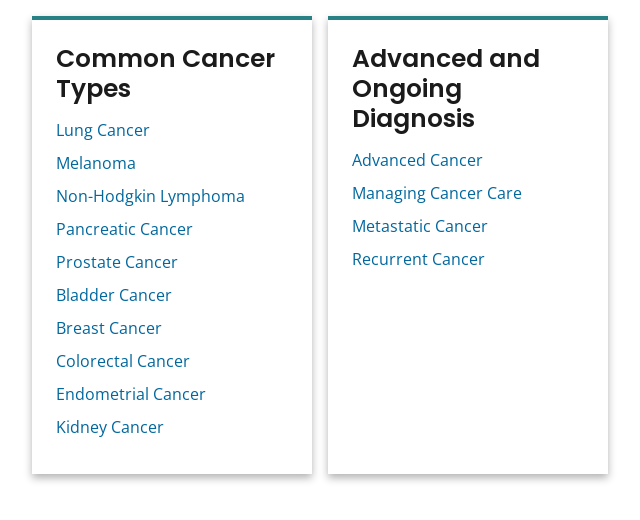 Common Cancer
Types
Lung Cancer
Melanoma
Non-Hodgkin Lymphoma
Pancreatic Cancer
Prostate Cancer
Bladder Cancer
Breast Cancer
Colorectal Cancer
Endometrial Cancer
Kidney Cancer
Advanced and
Ongoing
Diagnosis
Advanced Cancer
Managing Cancer Care
Metastatic Cancer
Recurrent Cancer